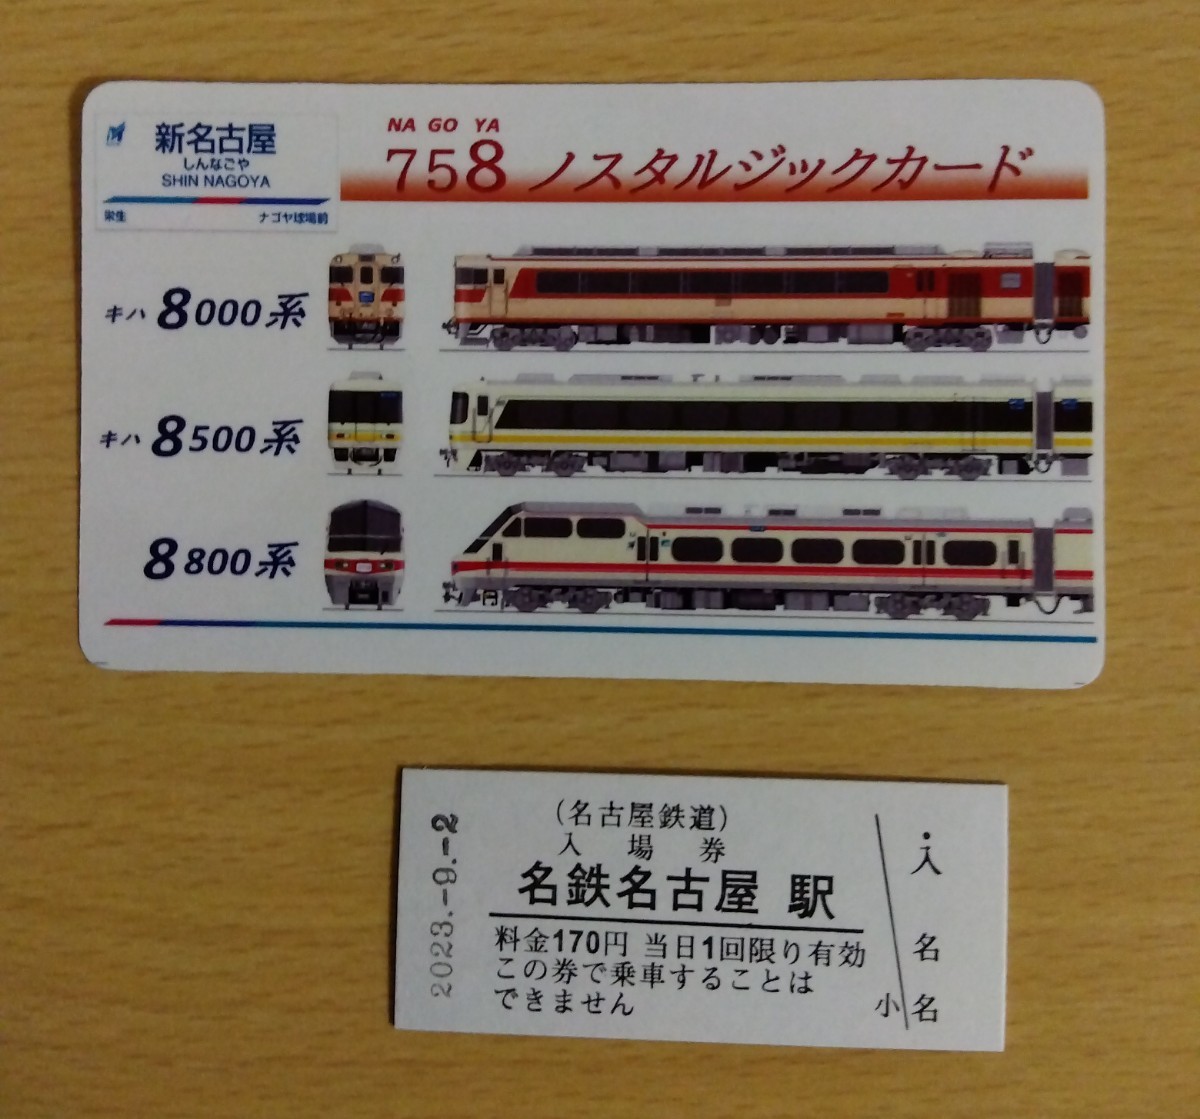 新名古屋
しんなごや
SHIN NAGOYA
栄生 ナゴヤ球場前
NA GO YA
758 ノスタルジックカード
キハ 8000系
キハ 8500系
8800系
2023.-9.-2
(名古屋鉄道)
入場券
名鉄名古屋 駅
料金170円 当日1回限り有効
この券で乗車することは
できません
・入
名
小 名